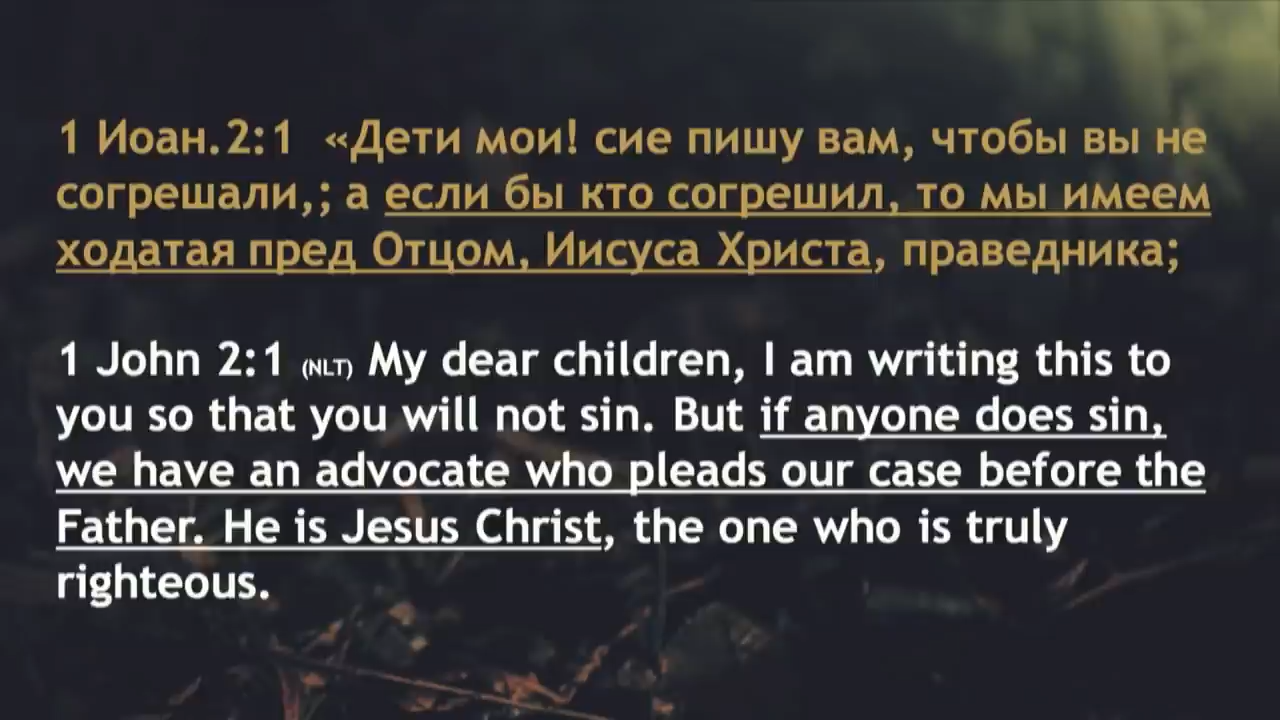 1 Иоан.2:1 «Дети мои! сие пишу вам, чтобы вы не
согрешали,; а если бы кто согрешил, то мы имеем
ходатая пред Отцом, Иисуса Христа, праведника;
1 John 2:1 (NLT) My dear children, I am writing this to
you so that you will not sin. But if anyone does sin,
we have an advocate who pleads our case before the
Father. He is Jesus Christ, the one who is truly
righteous.